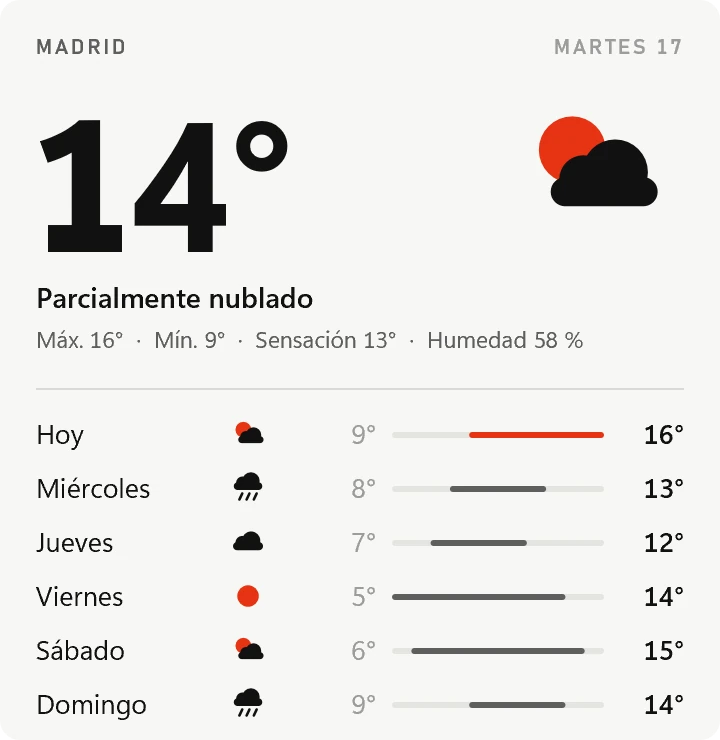 MADRID MARTES 17
14°
Parcialmente nublado
Máx. 16° · Mín. 9° · Sensación 13° · Humedad 58 %
Hoy 9° 16°
Miércoles 8° 13°
Jueves 7° 12°
Viernes 5° 14°
Sábado 6° 15°
Domingo 9° 14°